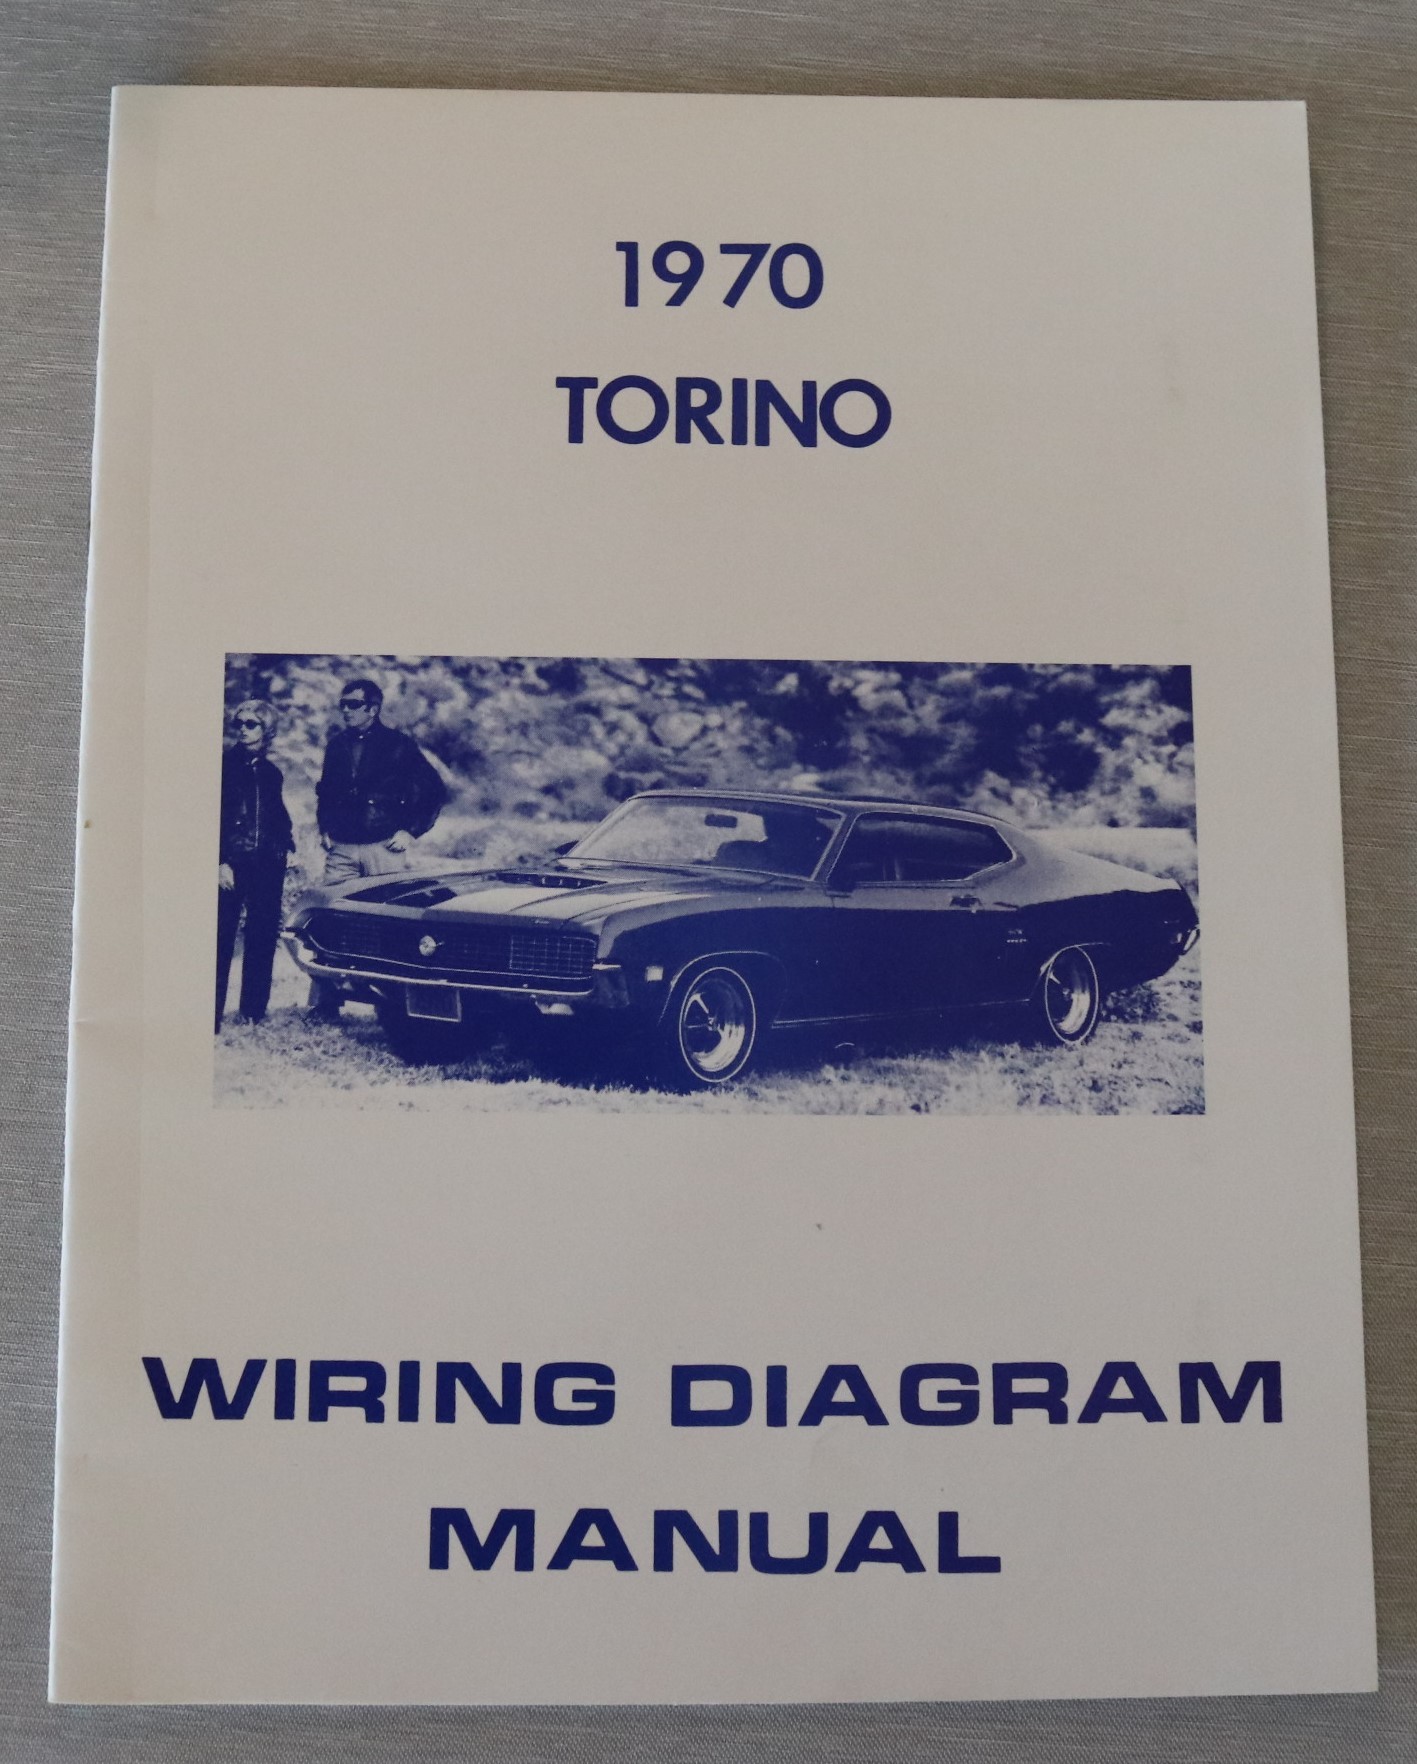 1970
TORINO
WIRING DIAGRAM
MANUAL